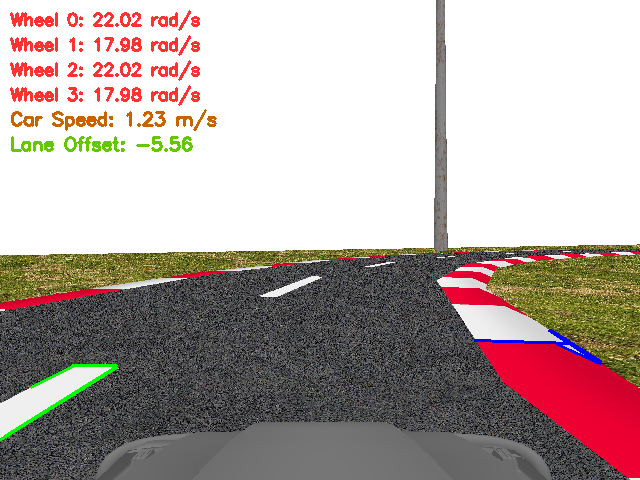 Wheel 0: 22.02 rad/s
Wheel 1: 17.98 rad/s
Wheel 2: 22.02 rad/s
Wheel 3: 17.98 rad/s
Car Speed: 1.23 m/s
Lane Offset: -5.56